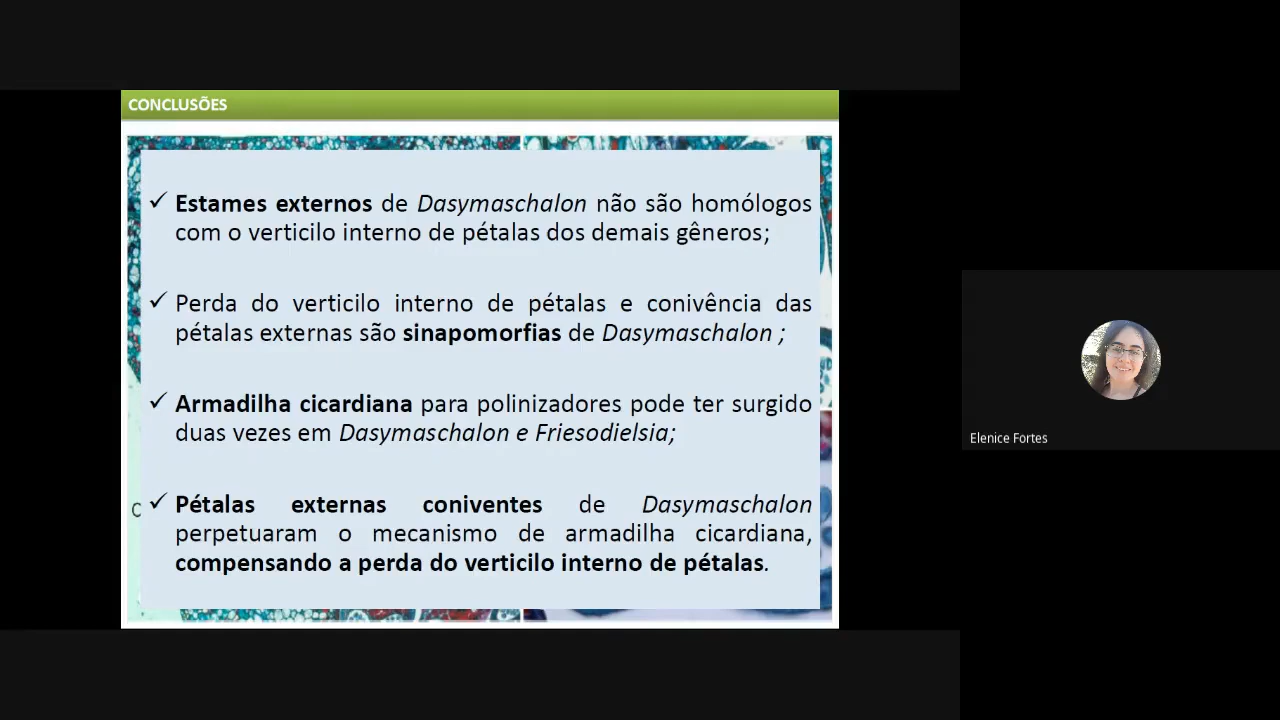 CONCLUSÕES
✓ Estames externos de Dasymaschalon não são homólogos
com o verticilo interno de pétalas dos demais gêneros;
✓ Perda do verticilo interno de pétalas e conivência das
pétalas externas são sinapomorfias de Dasymaschalon ;
✓ Armadilha cicardiana para polinizadores pode ter surgido
duas vezes em Dasymaschalon e Friesodielsia;
✓ Pétalas externas coniventes de Dasymaschalon
perpetuaram o mecanismo de armadilha cicardiana,
compensando a perda do verticilo interno de pétalas.
Elenice Fortes